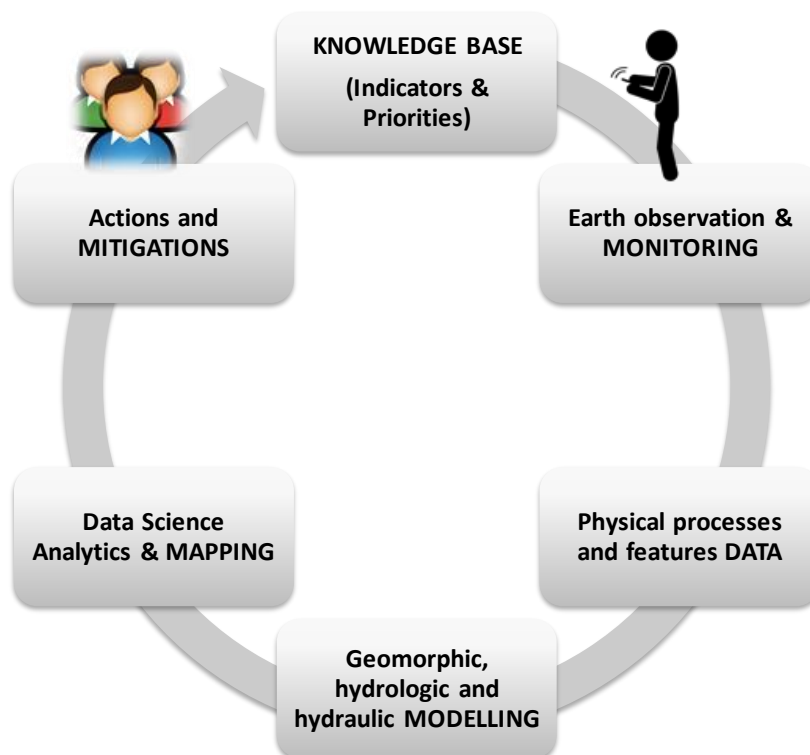 KNOWLEDGE BASE
(Indicators &
Priorities)
Earth observation &
MONITORING
Physical processes
and features DATA
Geomorphic,
hydrologic and
hydraulic MODELLING
Data Science
Analytics & MAPPING
Actions and
MITIGATIONS